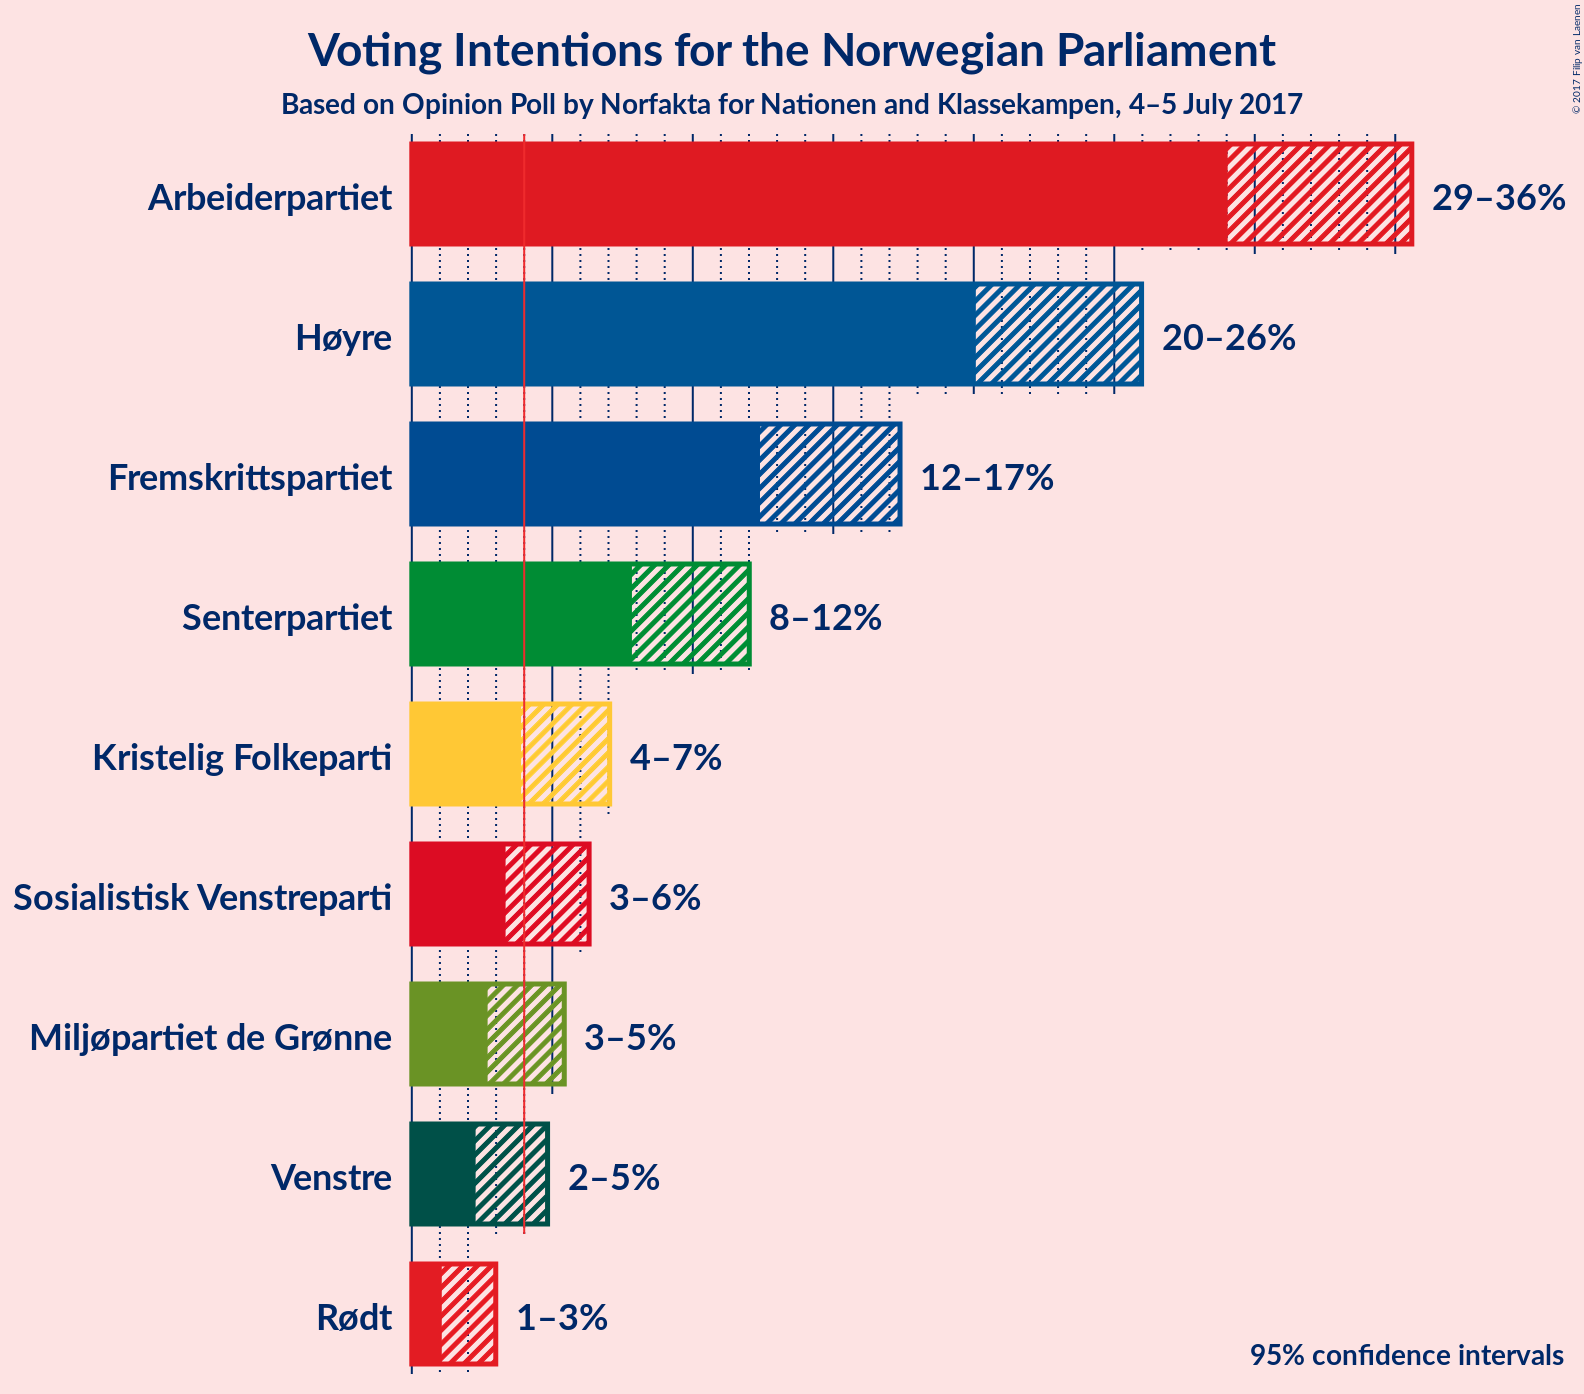 Voting Intentions for the Norwegian Parliament
Based on Opinion Poll by Norfakta for Nationen and Klassekampen, 4–5 July 2017
© 2017 Filip van Laenen
Arbeiderpartiet 29–36%
Høyre 20–26%
Fremskrittspartiet 12–17%
Senterpartiet 8–12%
Kristelig Folkeparti 4–7%
Sosialistisk Venstreparti 3–6%
Miljøpartiet de Grønne 3–5%
Venstre 2–5%
Rødt 1–3%
95% confidence intervals